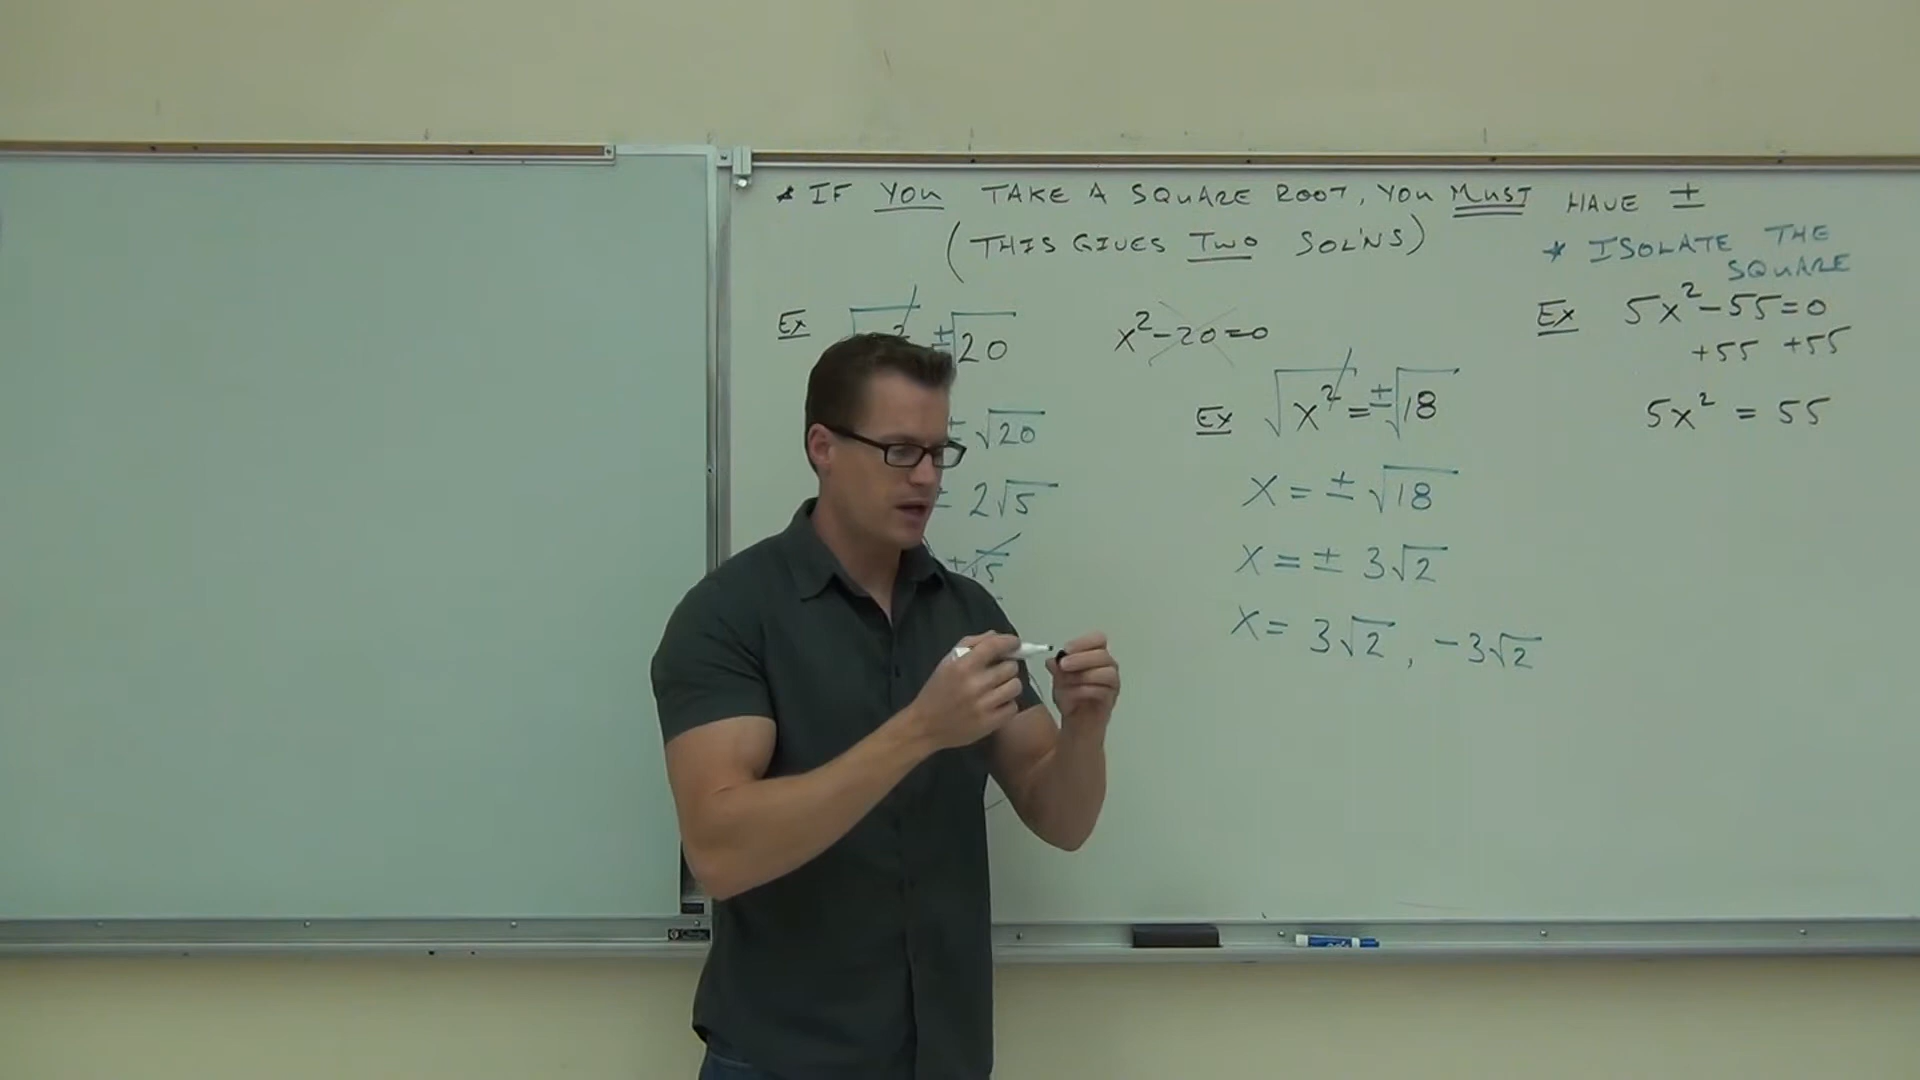 * IF YOU TAKE A SQUARE ROOT, YOU MUST HAVE ±
(THIS GIVES TWO SOL'NS)
* ISOLATE THE
SQUARE
Ex ± √20
± √20
± 2√5
± √5
x² - 20 = 0
Ex √x² = ± √18
X = ± √18
X = ± 3√2
X = 3√2 , -3√2
Ex 5x² - 55 = 0
+55 +55
5x² = 55